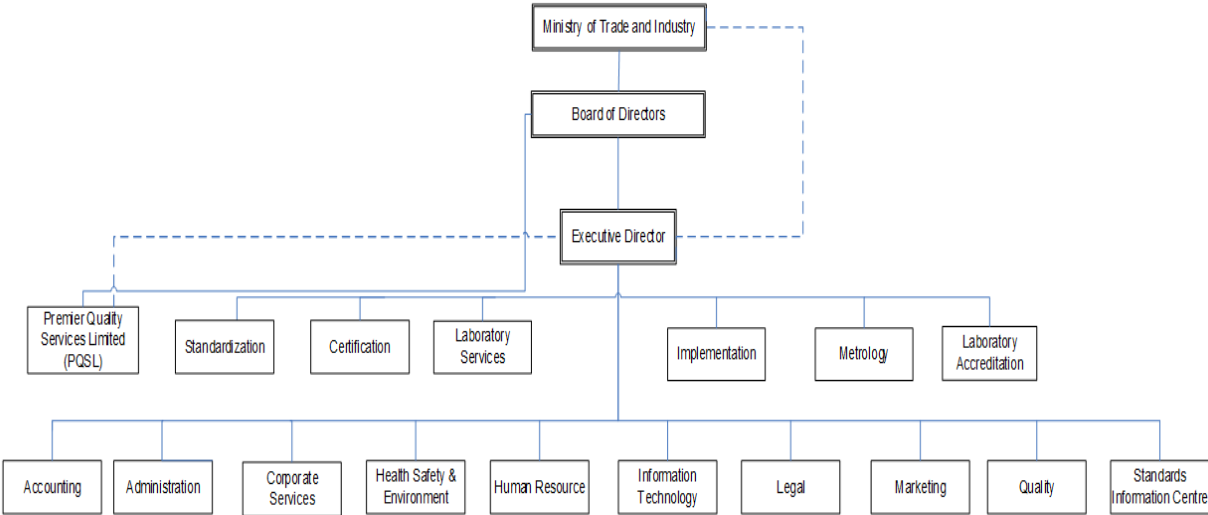 Ministry of Trade and Industry
Board of Directors
Executive Director
Premier Quality
Services Limited
(PQSL)
Standardization
Certification
Laboratory
Services
Implementation
Metrology
Laboratory
Accreditation
Accounting
Administration
Corporate
Services
Health Safety &
Environment
Human Resource
Information
Technology
Legal
Marketing
Quality
Standards
Information Centre